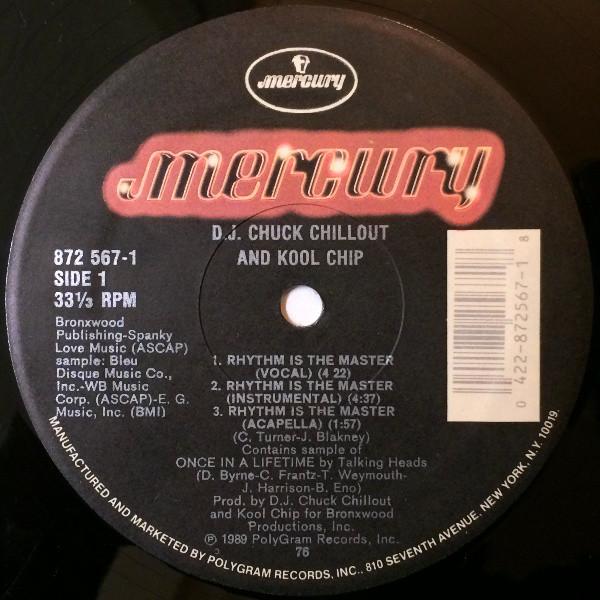 mercury
mercury
D.J. CHUCK CHILLOUT
AND KOOL CHIP
872 567-1
SIDE 1
33⅓ RPM
Bronxwood
Publishing-Spanky
Love Music (ASCAP)
sample: Bleu
Disque Music Co.,
Inc.-WB Music
Corp. (ASCAP)-E. G.
Music, Inc. (BMI)
0 422-872567-1 8
1. RHYTHM IS THE MASTER
(VOCAL) (4 22)
2. RHYTHM IS THE MASTER
(INSTRUMENTAL) (4:37)
3. RHYTHM IS THE MASTER
(ACAPELLA) (1:57)
(C. Turner-J. Blakney)
Contains sample of
ONCE IN A LIFETIME by Talking Heads
(D. Byrne-C. Frantz-T. Weymouth-
J. Harrison-B. Eno)
Prod. by D.J. Chuck Chillout
and Kool Chip for Bronxwood
Productions, Inc.
℗ 1989 PolyGram Records, Inc.
76
MANUFACTURED AND MARKETED BY POLYGRAM RECORDS, INC., 810 SEVENTH AVENUE, NEW YORK, N.Y. 10019.